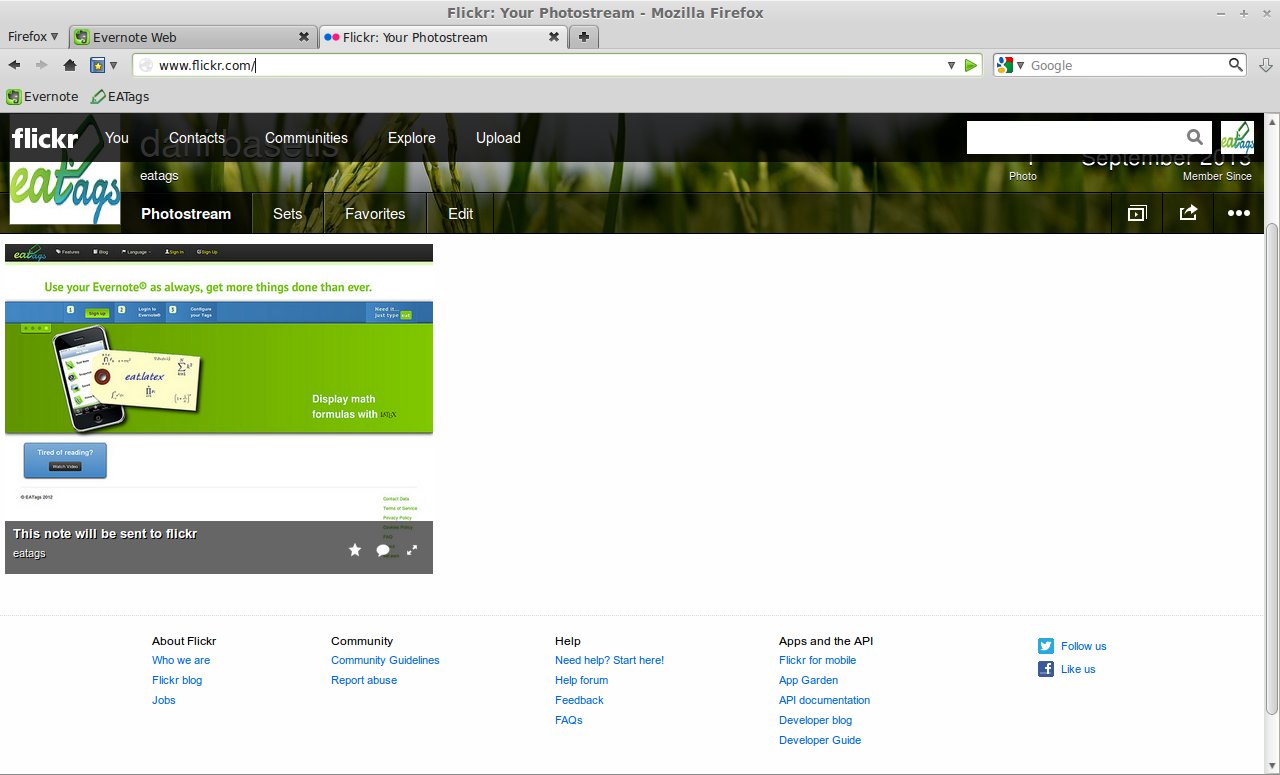 Flickr: Your Photostream - Mozilla Firefox
Firefox
Evernote Web
Flickr: Your Photostream
www.flickr.com/
Google
Evernote
EATags
flickr
You
Contacts
Communities
Explore
Upload
dani basetis
September 2013
eatags
Photo
Member Since
eatags
Photostream
Sets
Favorites
Edit
eatags
Features
Blog
Language
Sign In
Sign Up
Use your Evernote® as always, get more things done than ever.
1
Sign up
2
Login to
Evernote®
3
Configure
your Tags
Need it...
just type eat
eat.latex
Display math
formulas with LATEX
Tired of reading?
Watch Video
© EATags 2012
Contact Data
Terms of Service
Privacy Policy
Cookies Policy
FAQ
This note will be sent to flickr
eatags
About Flickr
Who we are
Flickr blog
Jobs
Community
Community Guidelines
Report abuse
Help
Need help? Start here!
Help forum
Feedback
FAQs
Apps and the API
Flickr for mobile
App Garden
API documentation
Developer blog
Developer Guide
Follow us
Like us